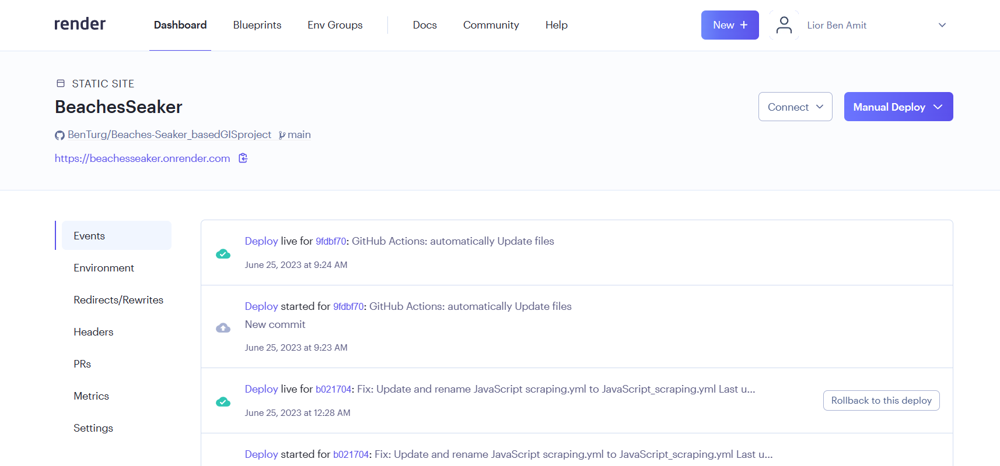 render
Dashboard
Blueprints
Env Groups
Docs
Community
Help
New +
Lior Ben Amit
STATIC SITE
BeachesSeaker
BenTurg/Beaches-Seaker_basedGISproject main
https://beachesseaker.onrender.com
Connect
Manual Deploy
Events
Environment
Redirects/Rewrites
Headers
PRs
Metrics
Settings
Deploy live for 9fdbf70: GitHub Actions: automatically Update files
June 25, 2023 at 9:24 AM
Deploy started for 9fdbf70: GitHub Actions: automatically Update files
New commit
June 25, 2023 at 9:23 AM
Deploy live for b021704: Fix: Update and rename JavaScript scraping.yml to JavaScript_scraping.yml Last u...
June 25, 2023 at 12:28 AM
Rollback to this deploy
Deploy started for b021704: Fix: Update and rename JavaScript scraping.yml to JavaScript_scraping.yml Last u...